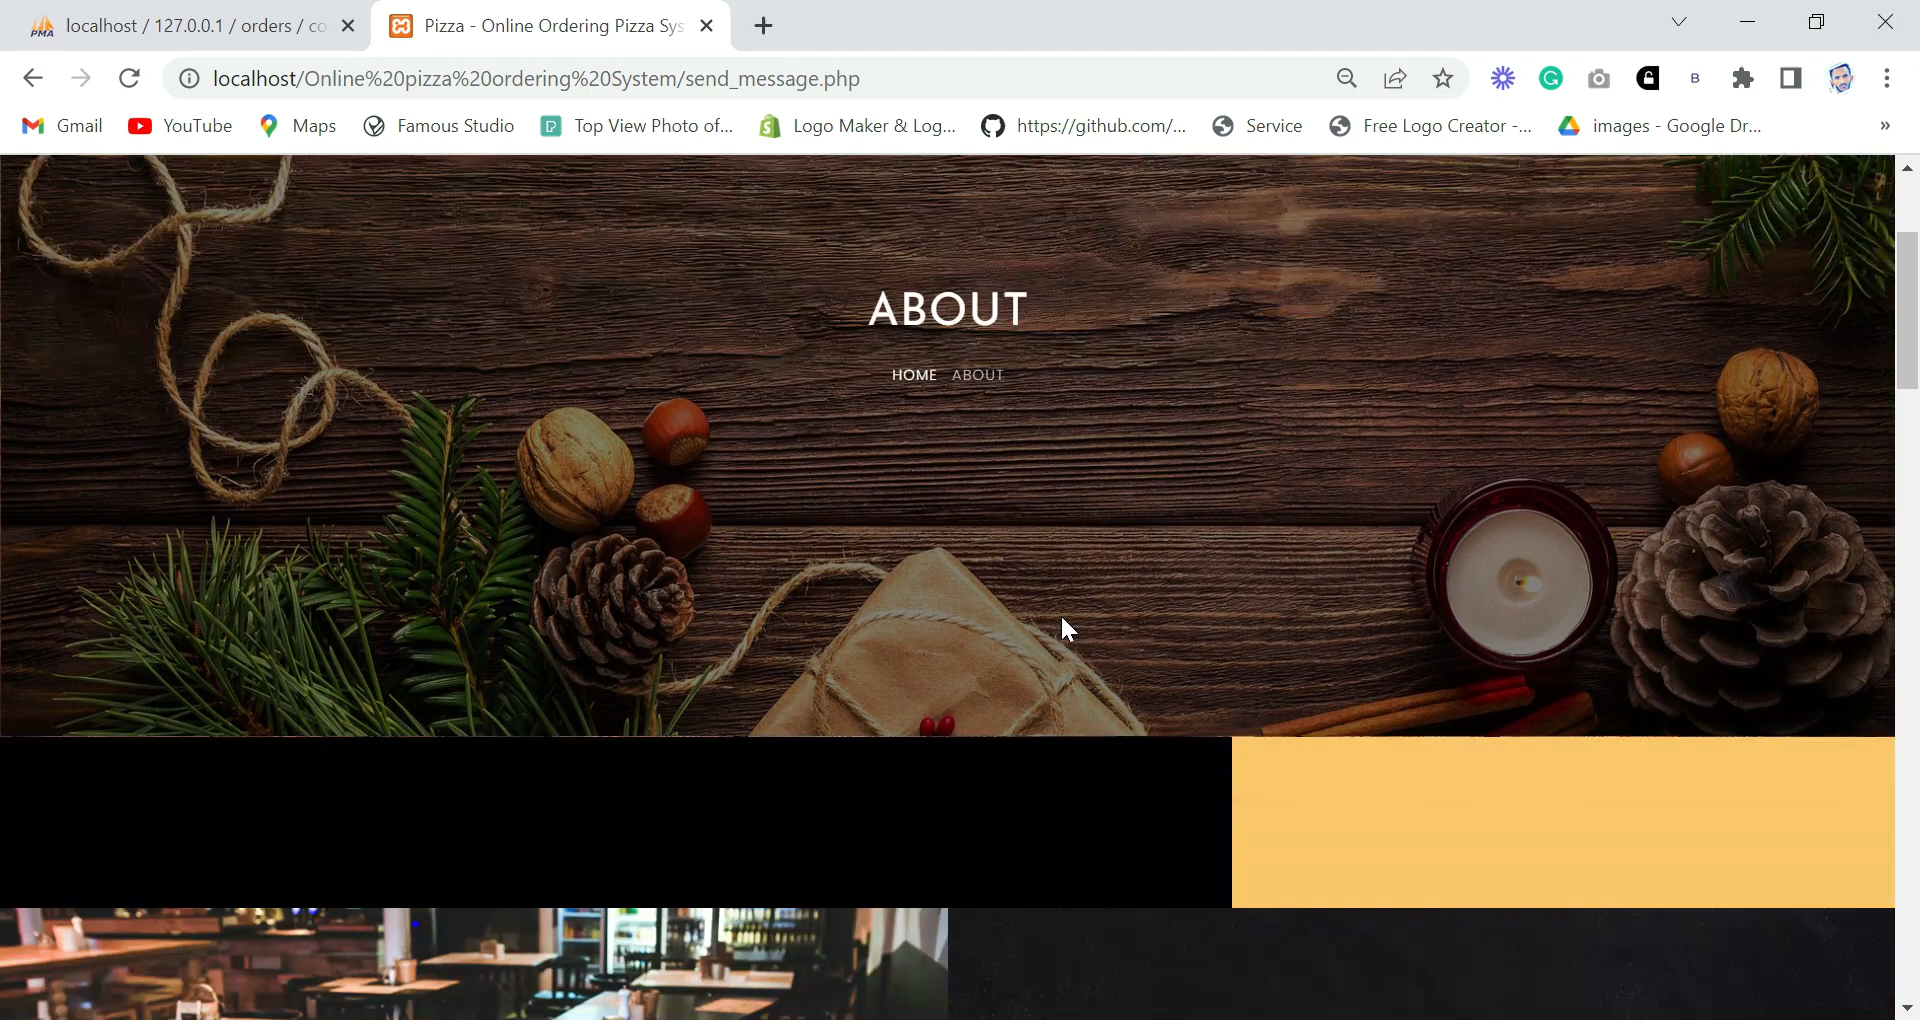 localhost / 127.0.0.1 / orders / co
Pizza - Online Ordering Pizza Sys
localhost/Online%20pizza%20ordering%20System/send_message.php
B
Gmail
YouTube
Maps
Famous Studio
Top View Photo of...
Logo Maker & Log...
https://github.com/...
Service
Free Logo Creator -...
images - Google Dr...
»
ABOUT
HOME ABOUT